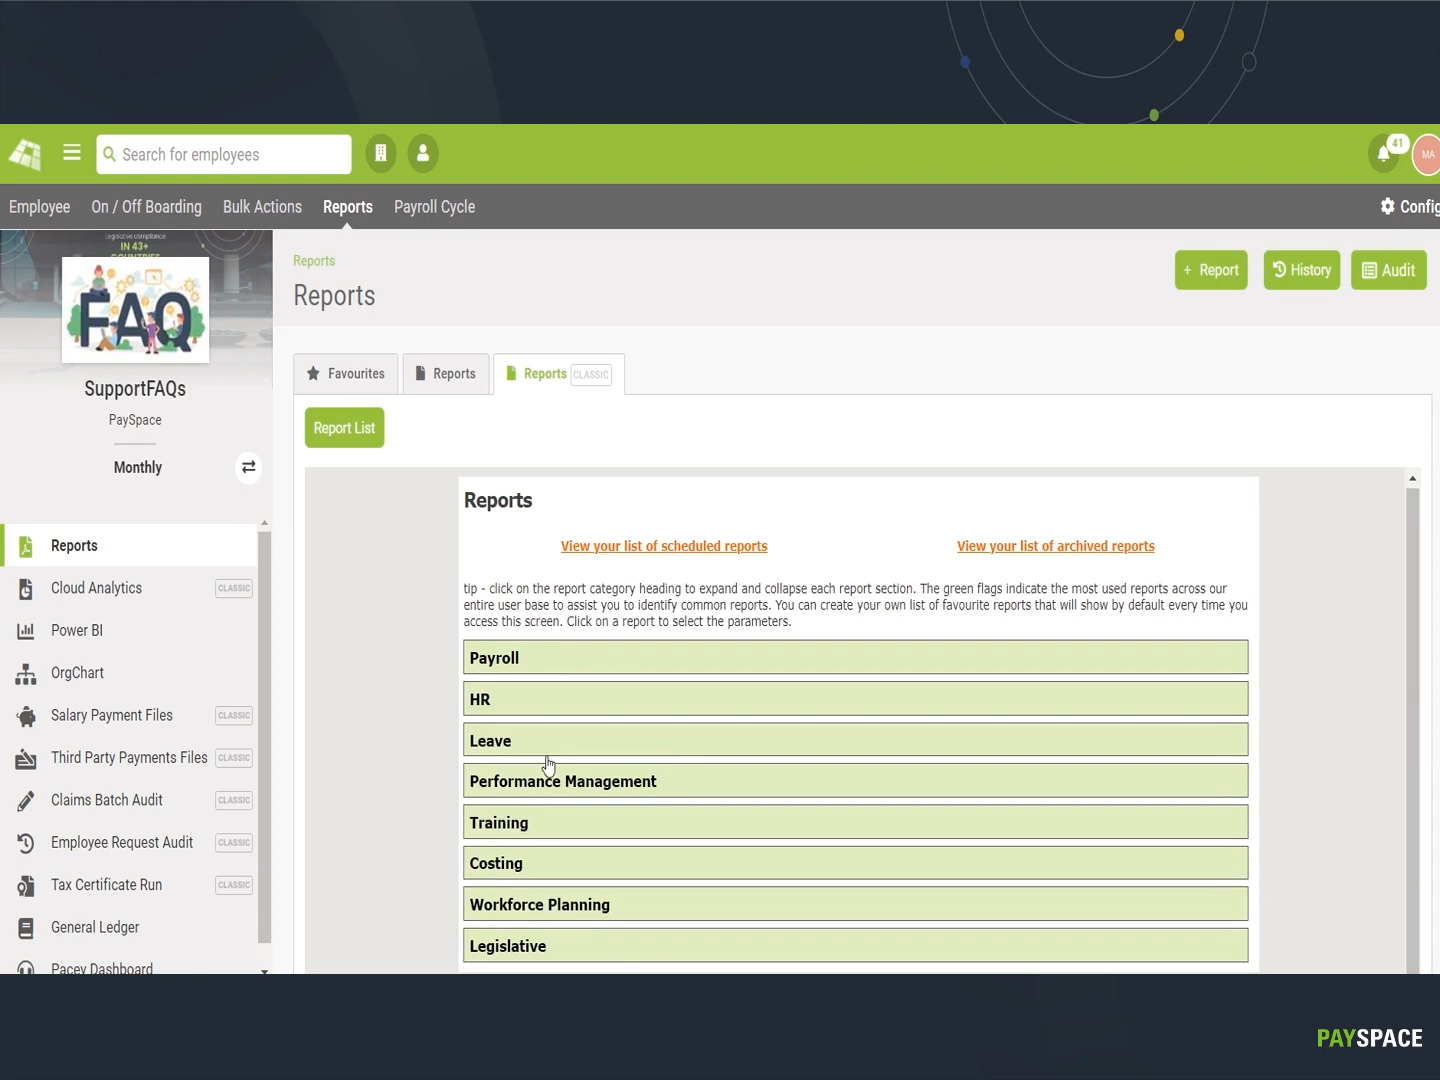 Search for employees
41
MA
Employee
On / Off Boarding
Bulk Actions
Reports
Payroll Cycle
Config
Legislative compliance
IN 43+
COUNTRIES
FAQ
SupportFAQs
PaySpace
Monthly
Reports
Cloud Analytics CLASSIC
Power BI
OrgChart
Salary Payment Files CLASSIC
Third Party Payments Files CLASSIC
Claims Batch Audit CLASSIC
Employee Request Audit CLASSIC
Tax Certificate Run CLASSIC
General Ledger
Pacey Dashboard
Reports
Reports
+ Report
History
Audit
Favourites
Reports
Reports CLASSIC
Report List
Reports
View your list of scheduled reports
View your list of archived reports
tip - click on the report category heading to expand and collapse each report section. The green flags indicate the most used reports across our
entire user base to assist you to identify common reports. You can create your own list of favourite reports that will show by default every time you
access this screen. Click on a report to select the parameters.
Payroll
HR
Leave
Performance Management
Training
Costing
Workforce Planning
Legislative
PAYSPACE